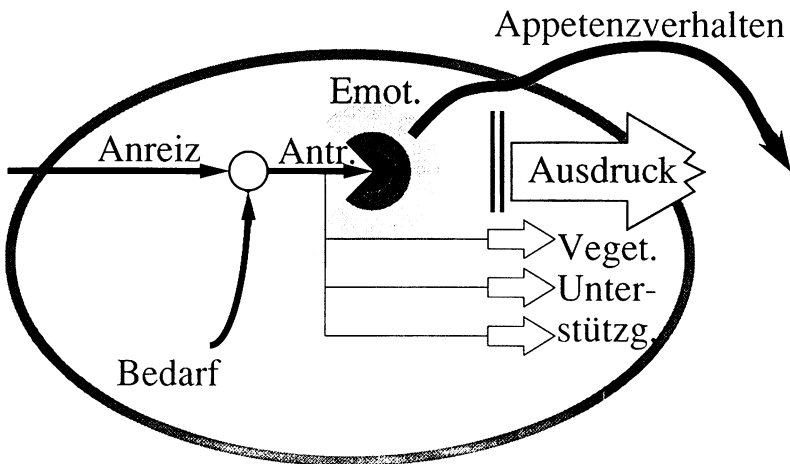 Appetenzverhalten
Emot.
Anreiz
Antr.
Ausdruck
Veget.
Unter-
stützg.
Bedarf